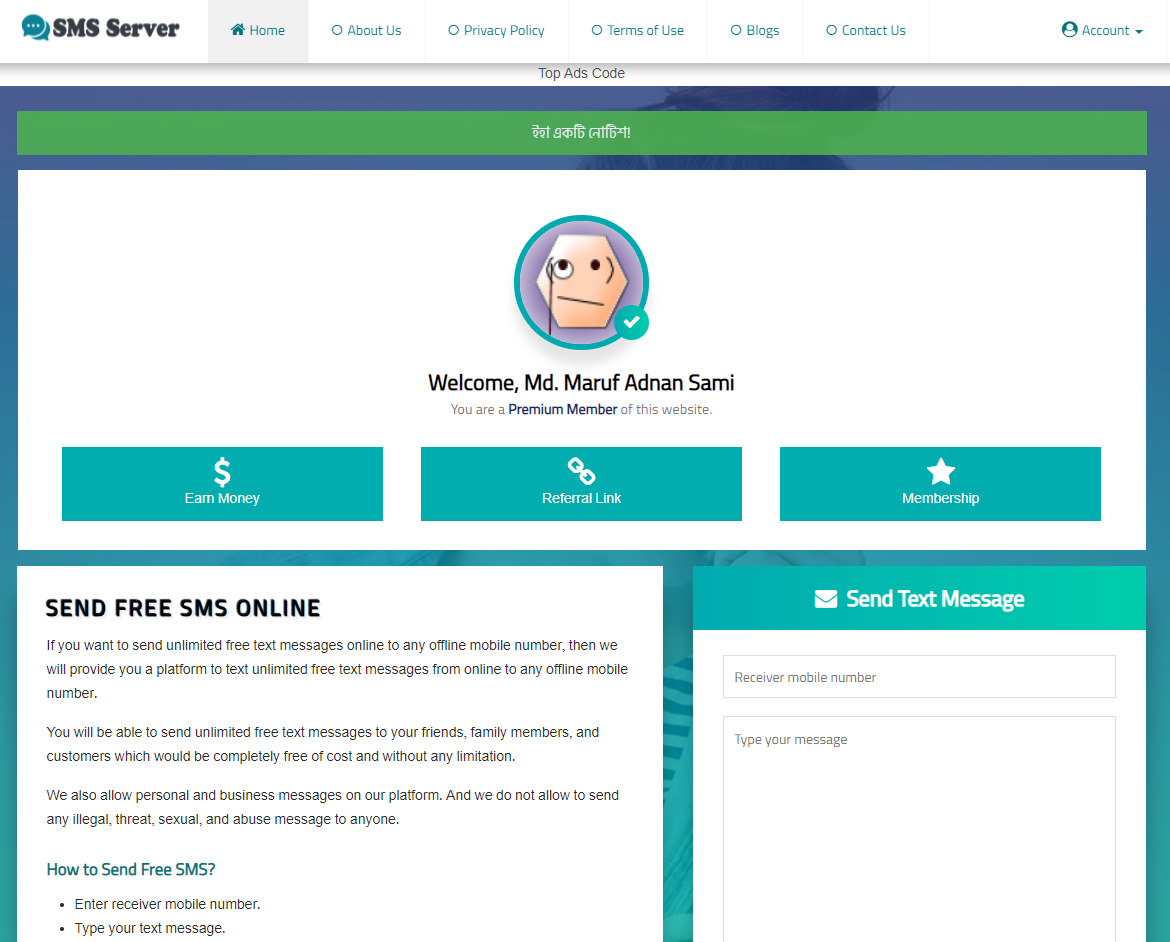 SMS Server
Home
About Us
Privacy Policy
Terms of Use
Blogs
Contact Us
Account
Top Ads Code
ইহা একটি নোটিশ!
Welcome, Md. Maruf Adnan Sami
You are a Premium Member of this website.
Earn Money
Referral Link
Membership
SEND FREE SMS ONLINE
If you want to send unlimited free text messages online to any offline mobile number, then we
will provide you a platform to text unlimited free text messages from online to any offline mobile
number.
You will be able to send unlimited free text messages to your friends, family members, and
customers which would be completely free of cost and without any limitation.
We also allow personal and business messages on our platform. And we do not allow to send
any illegal, threat, sexual, and abuse message to anyone.
How to Send Free SMS?
Enter receiver mobile number.
Type your text message.
Send Text Message
Receiver mobile number
Type your message